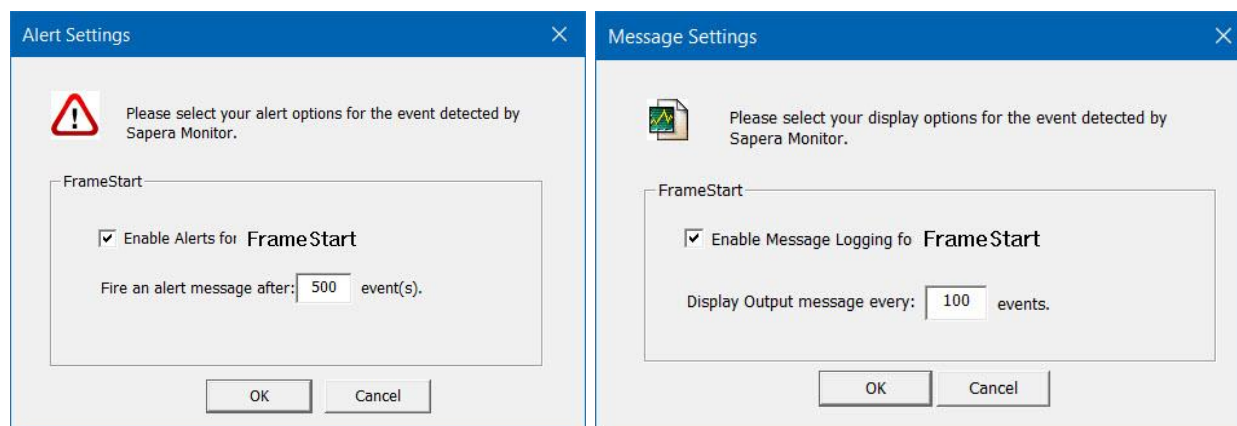 Alert Settings
Please select your alert options for the event detected by
Sapera Monitor.
FrameStart
Enable Alerts for FrameStart
Fire an alert message after: 500 event(s).
OK Cancel
Message Settings
Please select your display options for the event detected by
Sapera Monitor.
FrameStart
Enable Message Logging fo FrameStart
Display Output message every: 100 events.
OK Cancel